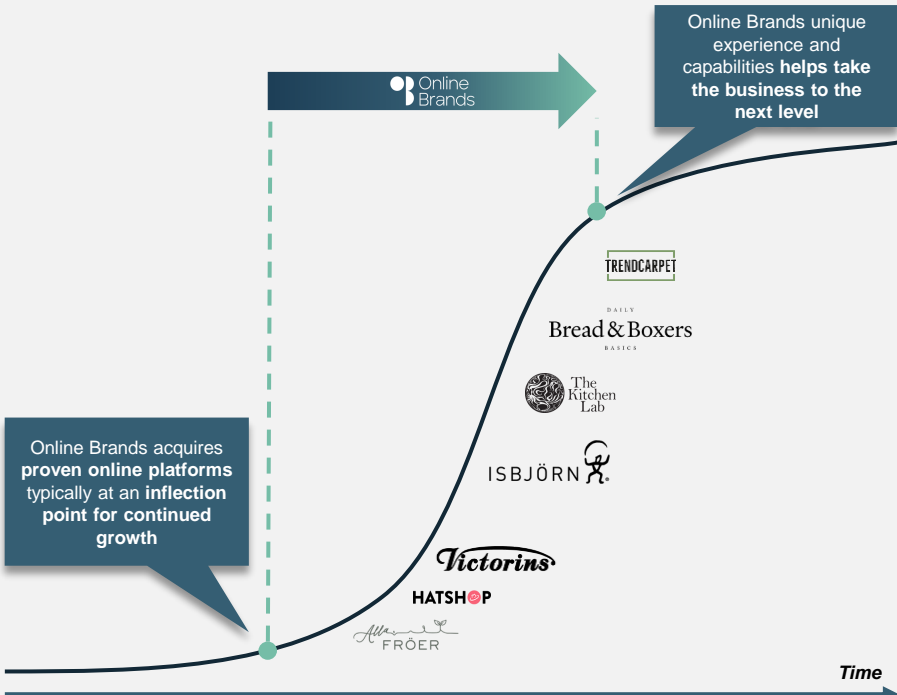 Online Brands unique
experience and
capabilities helps take
the business to the
next level
Online
Brands
TRENDCARPET
DAILY
Bread & Boxers
BASICS
The
Kitchen
Lab
ISBJÖRN
Online Brands acquires
proven online platforms
typically at an inflection
point for continued
growth
Victorins
HATSHOP
Alla
FRÖER
Time